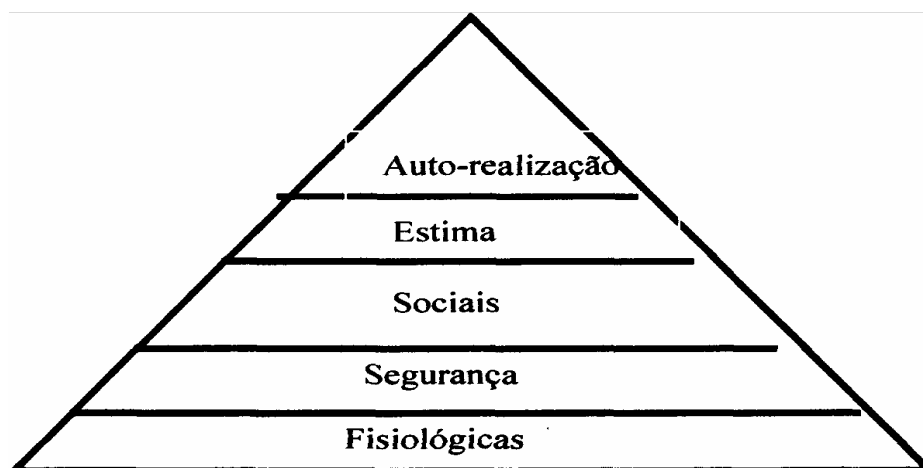 Auto-realização
Estima
Sociais
Segurança
Fisiológicas